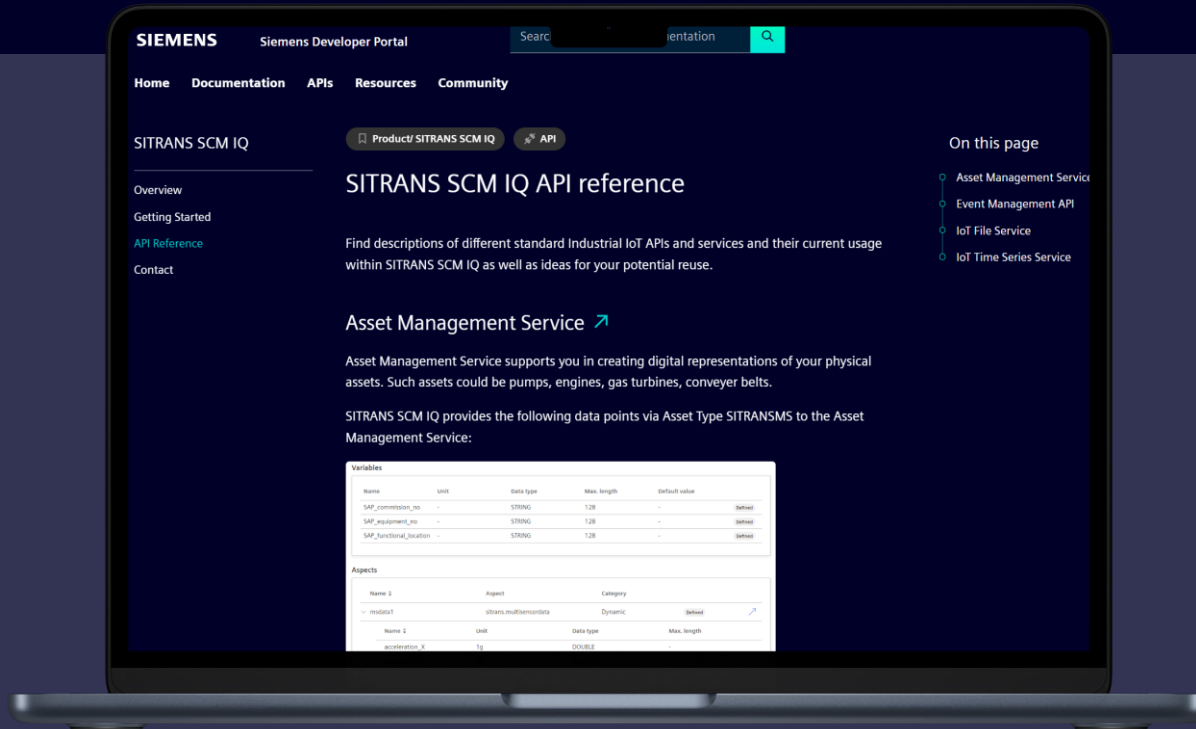 SIEMENS
Siemens Developer Portal
Searc entation
Home Documentation APIs Resources Community
SITRANS SCM IQ
Overview
Getting Started
API Reference
Contact
Product/ SITRANS SCM IQ API
SITRANS SCM IQ API reference
Find descriptions of different standard Industrial IoT APIs and services and their current usage
within SITRANS SCM IQ as well as ideas for your potential reuse.
Asset Management Service
Asset Management Service supports you in creating digital representations of your physical
assets. Such assets could be pumps, engines, gas turbines, conveyer belts.
SITRANS SCM IQ provides the following data points via Asset Type SITRANSMS to the Asset
Management Service:
Variables
Name Unit Data type Max. length Default value
SAP_commission_no - STRING 128 - Defined
SAP_equipment_no - STRING 128 - Defined
SAP_functional_location - STRING 128 - Defined
Aspects
Name Aspect Category
msdata1 sitrans.multisensordata Dynamic Defined
Name Unit Data type Max. length
acceleration_X 1g DOUBLE -
On this page
Asset Management Service
Event Management API
IoT File Service
IoT Time Series Service